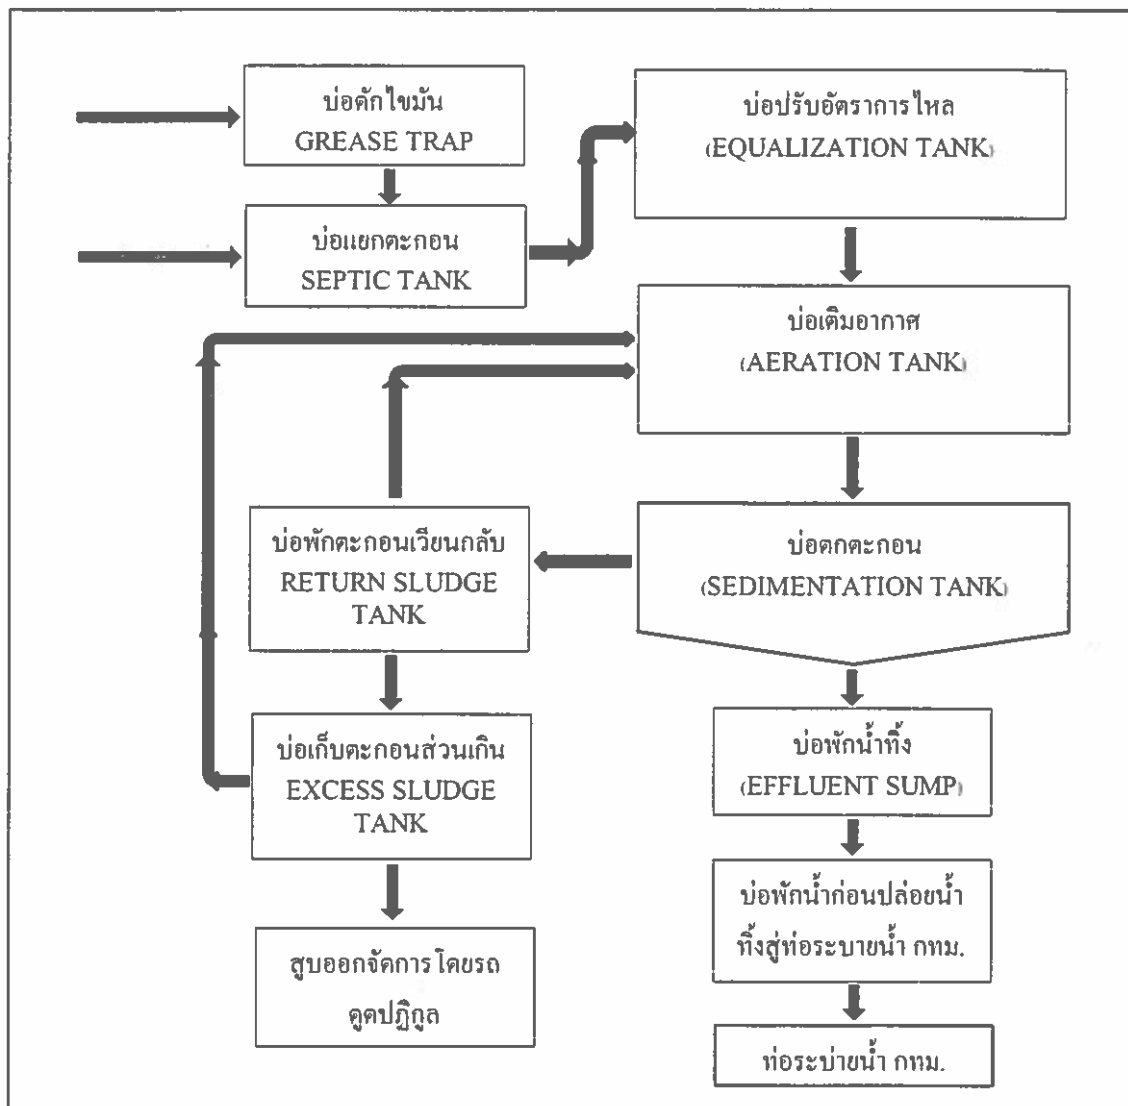 บ่อดักไขมัน
GREASE TRAP
บ่อปรับอัตราการไหล
(EQUALIZATION TANK)
บ่อแยกตะกอน
SEPTIC TANK
บ่อเติมอากาศ
(AERATION TANK)
บ่อพักตะกอนเวียนกลับ
RETURN SLUDGE
TANK
บ่อตกตะกอน
(SEDIMENTATION TANK)
บ่อเก็บตะกอนส่วนเกิน
EXCESS SLUDGE
TANK
บ่อพักน้ำทิ้ง
(EFFLUENT SUMP)
สูบออกจัดการโดยรถ
ดูดปฏิกูล
บ่อพักน้ำก่อนปล่อยน้ำ
ทิ้งสู่ท่อระบายน้ำ กทม.
ท่อระบายน้ำ กทม.